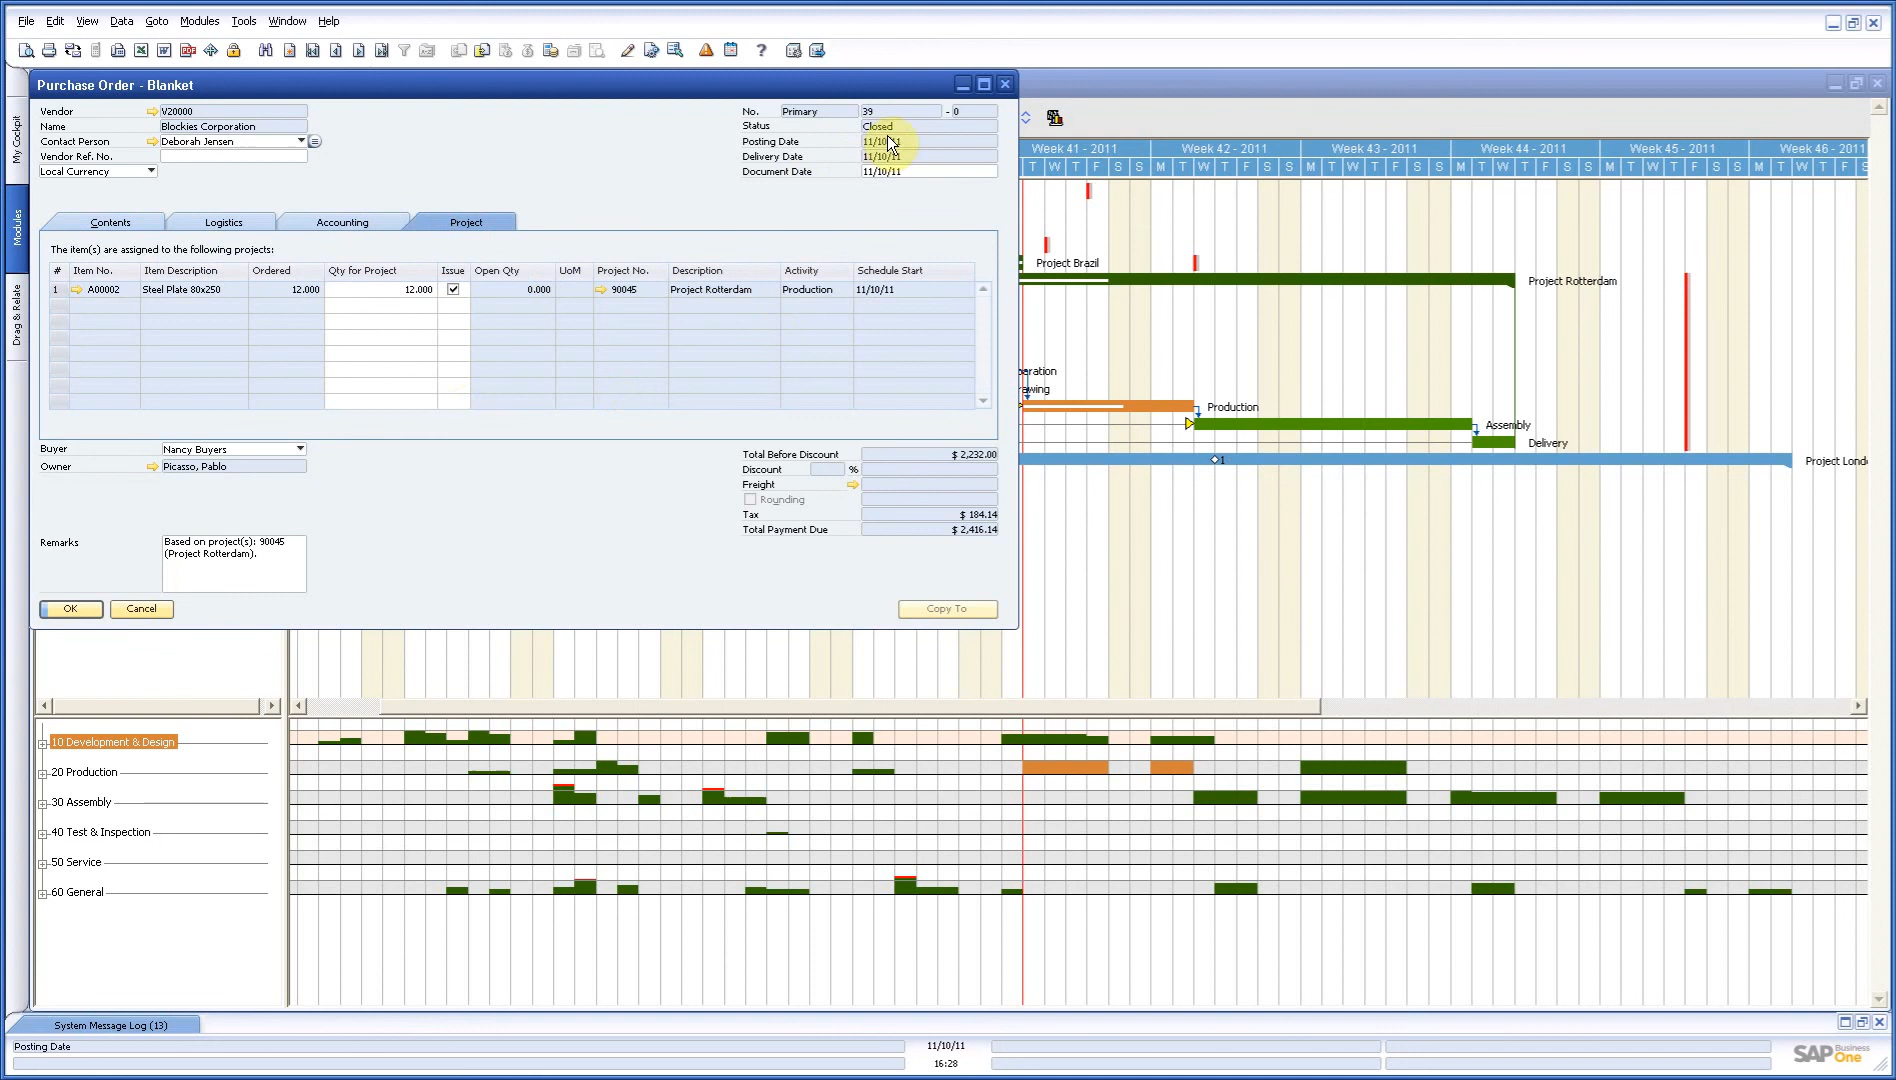 File Edit View Data Goto Modules Tools Window Help
Purchase Order - Blanket
Vendor V20000
Name Blockies Corporation
Contact Person Deborah Jensen
Vendor Ref. No.
Local Currency
No. Primary 39 - 0
Status Closed
Posting Date 11/10/11
Delivery Date 11/10/11
Document Date 11/10/11
My Cockpit
Modules
Drag & Relate
Contents Logistics Accounting Project
The item(s) are assigned to the following projects:
# Item No. Item Description Ordered Qty for Project Issue Open Qty UoM Project No. Description Activity Schedule Start
1 A00002 Steel Plate 80x250 12.000 12.000 0.000 90045 Project Rotterdam Production 11/10/11
Buyer Nancy Buyers
Owner Picasso, Pablo
Total Before Discount $ 2,232.00
Discount %
Freight
Rounding
Tax $ 184.14
Total Payment Due $ 2,416.14
Remarks Based on project(s): 90045
(Project Rotterdam).
OK Cancel Copy To
Week 41 - 2011 Week 42 - 2011 Week 43 - 2011 Week 44 - 2011 Week 45 - 2011 Week 46 - 2011
T W T F S S M T W T F S S M T W T F S S M T W T F S S M T W T F S S M T W T F S
Project Brazil
Project Rotterdam
Production
Assembly
Delivery
1
Project Lond
10 Development & Design
20 Production
30 Assembly
40 Test & Inspection
50 Service
60 General
System Message Log (13)
Posting Date 11/10/11
16:28
SAP Business One